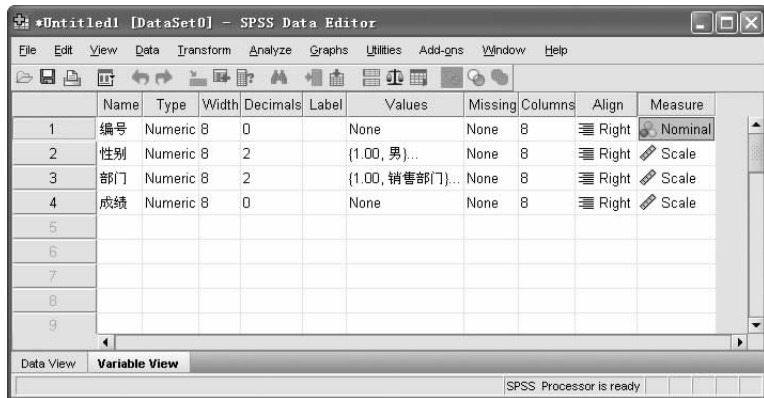 *Untitled1 [DataSet0] - SPSS Data Editor
File Edit View Data Transform Analyze Graphs Utilities Add-ons Window Help
Name Type Width Decimals Label Values Missing Columns Align Measure
1 编号 Numeric 8 0 None None 8 Right Nominal
2 性别 Numeric 8 2 {1.00, 男}... None 8 Right Scale
3 部门 Numeric 8 2 {1.00, 销售部门}... None 8 Right Scale
4 成绩 Numeric 8 0 None None 8 Right Scale
5
6
7
8
9
Data View Variable View
SPSS Processor is ready